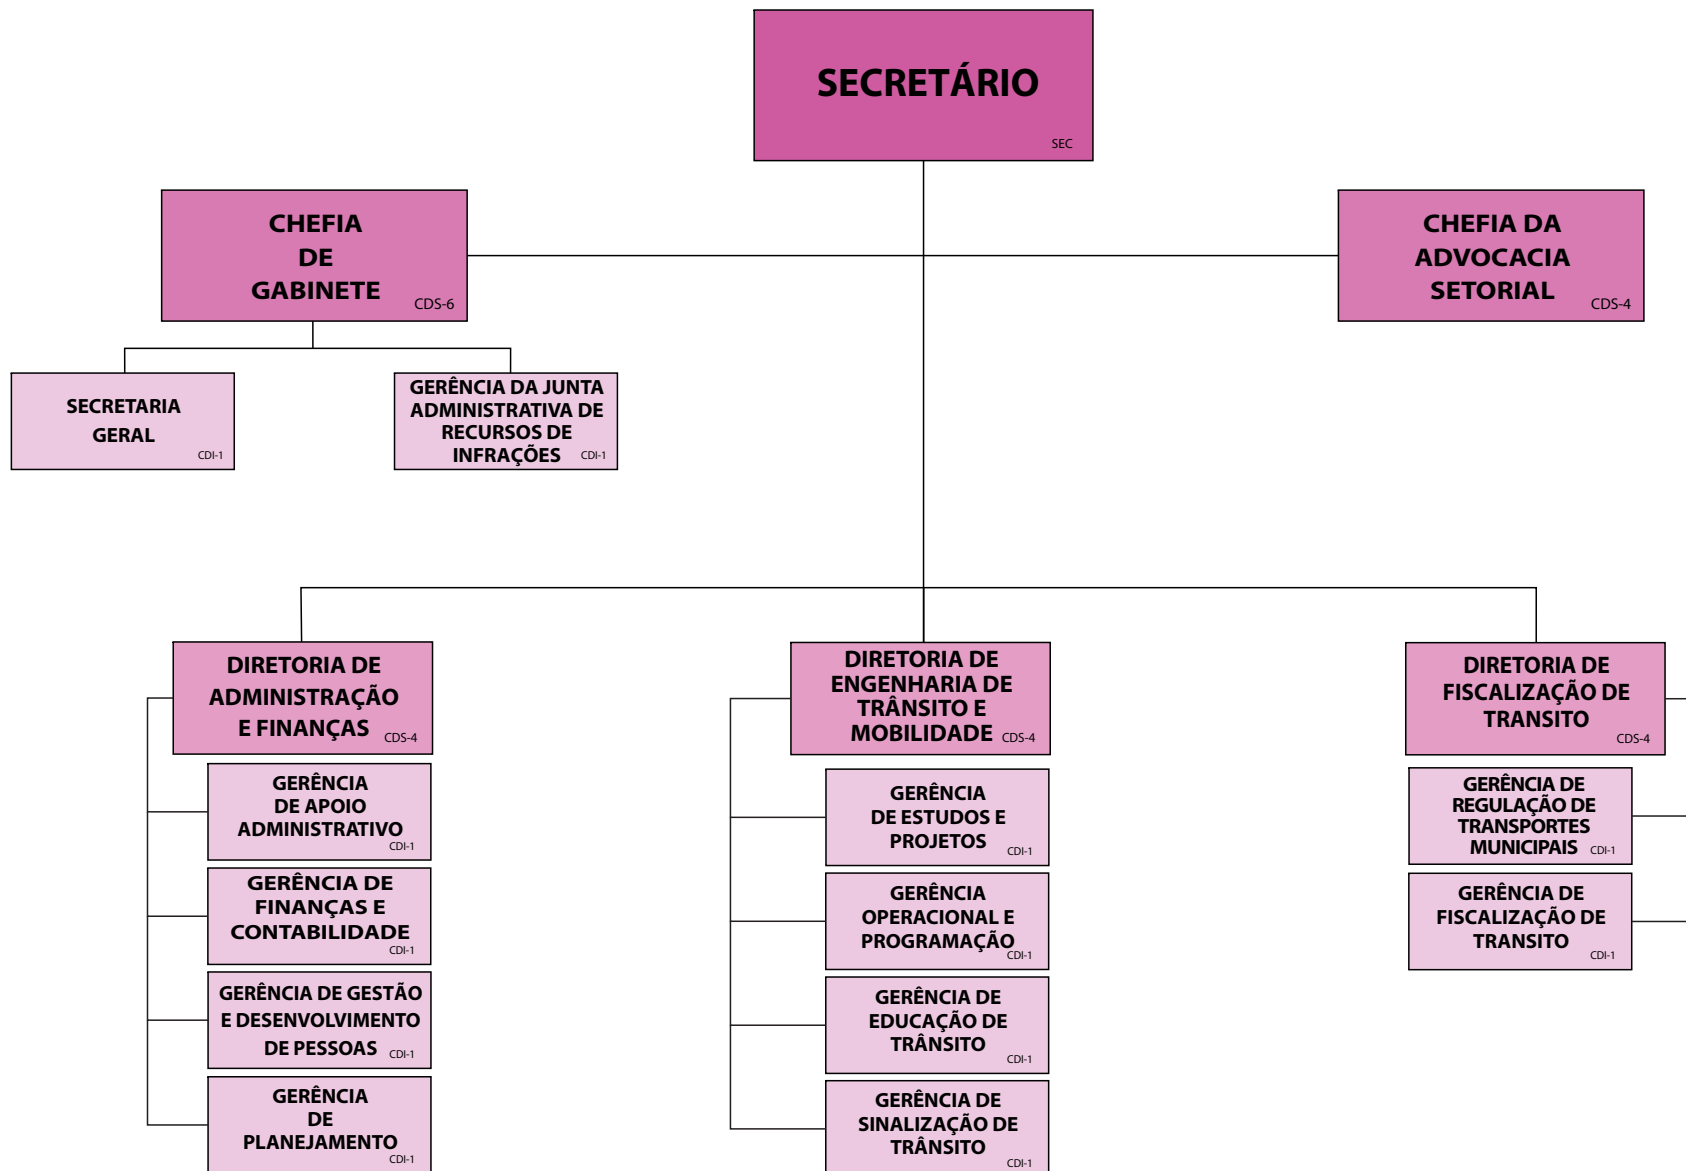 SECRETÁRIO
SEC
CHEFIA
DE
GABINETE
CDS-6
CHEFIA DA
ADVOCACIA
SETORIAL
CDS-4
SECRETARIA
GERAL
CDI-1
GERÊNCIA DA JUNTA
ADMINISTRATIVA DE
RECURSOS DE
INFRAÇÕES CDI-1
DIRETORIA DE
ADMINISTRAÇÃO
E FINANÇAS CDS-4
GERÊNCIA
DE APOIO
ADMINISTRATIVO
CDI-1
GERÊNCIA DE
FINANÇAS E
CONTABILIDADE
CDI-1
GERÊNCIA DE GESTÃO
E DESENVOLVIMENTO
DE PESSOAS CDI-1
GERÊNCIA
DE
PLANEJAMENTO
CDI-1
DIRETORIA DE
ENGENHARIA DE
TRÂNSITO E
MOBILIDADE CDS-4
GERÊNCIA
DE ESTUDOS E
PROJETOS
CDI-1
GERÊNCIA
OPERACIONAL E
PROGRAMAÇÃO
CDI-1
GERÊNCIA DE
EDUCAÇÃO DE
TRÂNSITO
CDI-1
GERÊNCIA DE
SINALIZAÇÃO DE
TRÂNSITO
CDI-1
DIRETORIA DE
FISCALIZAÇÃO DE
TRANSITO
CDS-4
GERÊNCIA DE
REGULAÇÃO DE
TRANSPORTES
MUNICIPAIS CDI-1
GERÊNCIA DE
FISCALIZAÇÃO DE
TRANSITO
CDI-1